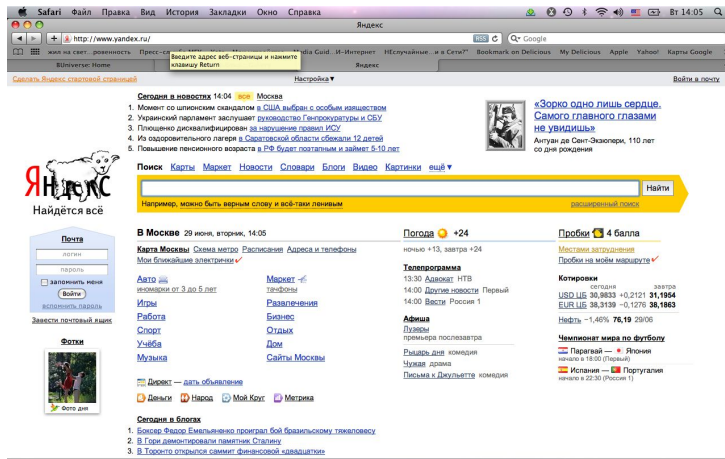 Safari Файл Правка Вид История Закладки Окно Справка Вт 14:05
Яндекс
http://www.yandex.ru/ RSS Google
Введите адрес веб-страницы и нажмите
клавишу Return
Bookmark on Delicious My Delicious Apple Yahoo! Карты Google
BUniverse: Home Яндекс
Сделать Яндекс стартовой страницей Настройка Войти в почту
Сегодня в новостях 14:04 все Москва
1. Момент со шпионским скандалом в США выбран с особым изяществом
2. Украинский парламент заслушает руководство Генпрокуратуры и СБУ
3. Плющенко дисквалифицирован за нарушение правил ИСУ
4. Из оздоровительного лагеря в Саратовской области сбежали 12 детей
5. Повышение пенсионного возраста в РФ будет поэтапным и займет 5-10 лет
«Зорко одно лишь сердце.
Самого главного глазами
не увидишь»
Антуан де Сент-Экзюпери, 110 лет
со дня рождения
Яндекс
Найдётся всё
Поиск Карты Маркет Новости Словари Блоги Видео Картинки ещё
Найти
Например, можно быть верным слову и всё-таки ленивым расширенный поиск
Почта
логин
пароль
запомнить меня
Войти
вспомнить пароль
Завести почтовый ящик
Фотки
Фото дня
В Москве 29 июня, вторник, 14:05
Карта Москвы Схема метро Расписания Адреса и телефоны
Мои ближайшие электрички
Авто
иномарки от 3 до 5 лет
Игры
Работа
Спорт
Учёба
Музыка
Маркет
тачфоны
Развлечения
Бизнес
Отдых
Дом
Сайты Москвы
Директ — дать объявление
Деньги Народ Мой Круг Метрика
Сегодня в блогах
1. Боксер Федор Емельяненко проиграл бой бразильскому тяжеловесу
2. В Гори демонтировали памятник Сталину
3. В Торонто открылся саммит финансовой «двадцатки»
Погода +24
ночью +13, завтра +24
Телепрограмма
13:30 Адвокат НТВ
14:00 Другие новости Первый
14:00 Вести Россия 1
Афиша
Лузеры
премьера послезавтра
Рыцарь дня комедия
Чужая драма
Письма к Джульетте комедия
Пробки 4 балла
Местами затруднения
Пробки на моём маршруте
Котировки
сегодня завтра
USD ЦБ 30,9833 +0,2121 31,1954
EUR ЦБ 38,3139 -0,1276 38,1863
Нефть −1,46% 76,19 29/06
Чемпионат мира по футболу
Парагвай — Япония
начало в 18:00 (Первый)
Испания — Португалия
начало в 22:30 (Россия 1)